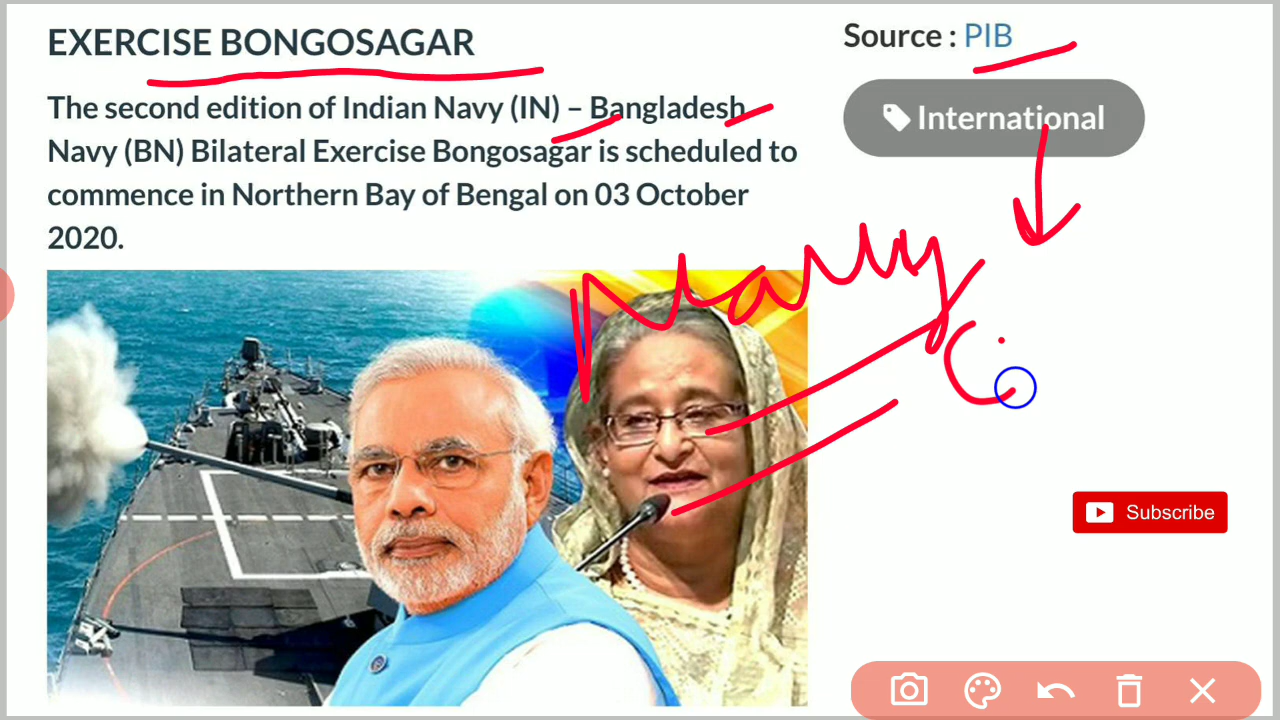 EXERCISE BONGOSAGAR
The second edition of Indian Navy (IN) – Bangladesh
Navy (BN) Bilateral Exercise Bongosagar is scheduled to
commence in Northern Bay of Bengal on 03 October
2020.
Source : PIB
International
Subscribe